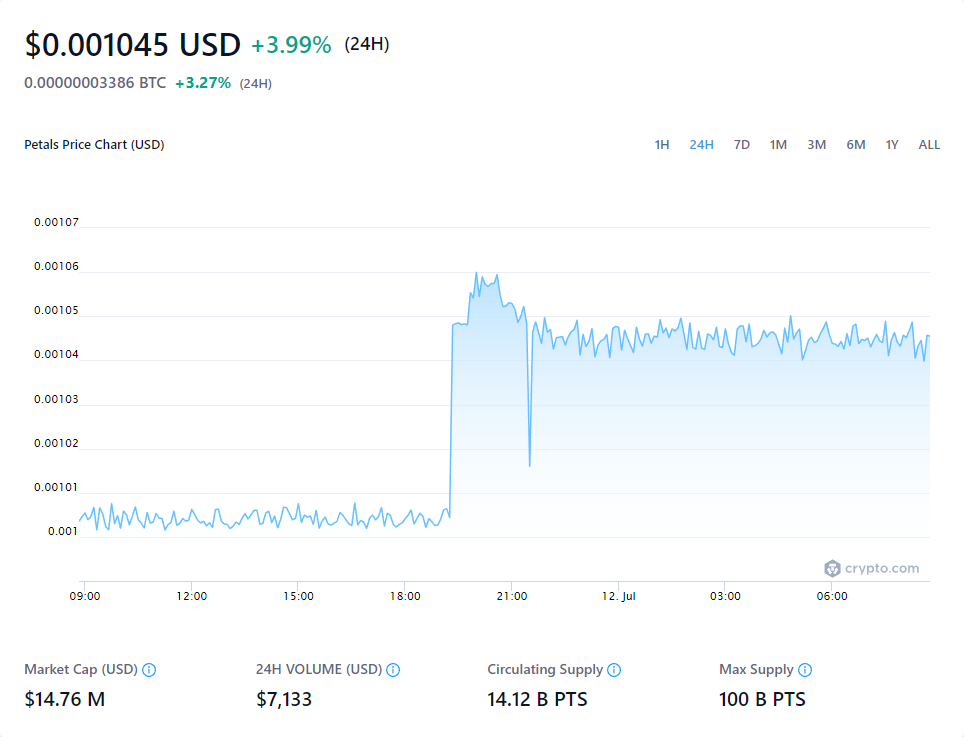 $0.001045 USD +3.99% (24H)
0.00000003386 BTC +3.27% (24H)
Petals Price Chart (USD) 1H 24H 7D 1M 3M 6M 1Y ALL
0.00107
0.00106
0.00105
0.00104
0.00103
0.00102
0.00101
0.001
crypto.com
09:00 12:00 15:00 18:00 21:00 12. Jul 03:00 06:00
Market Cap (USD) 24H VOLUME (USD) Circulating Supply Max Supply
$14.76 M $7,133 14.12 B PTS 100 B PTS